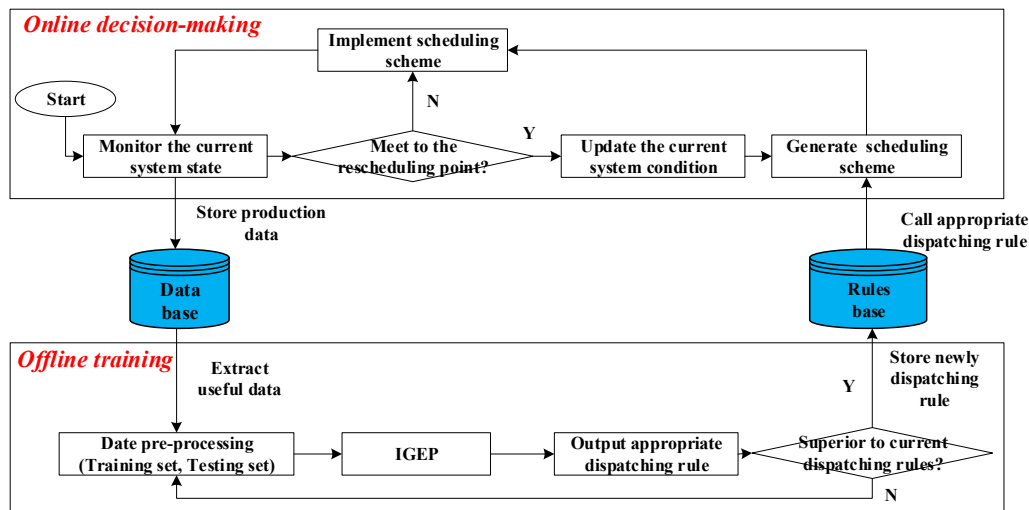 Online decision-making
Implement scheduling
scheme
Start
N
Y
Monitor the current
system state
Meet to the
rescheduling point?
Update the current
system condition
Generate scheduling
scheme
Store production
data
Call appropriate
dispatching rule
Data
base
Rules
base
Offline training
Extract
useful data
Y
Store newly
dispatching
rule
Date pre-processing
(Training set, Testing set)
IGEP
Output appropriate
dispatching rule
Superior to current
dispatching rules?
N